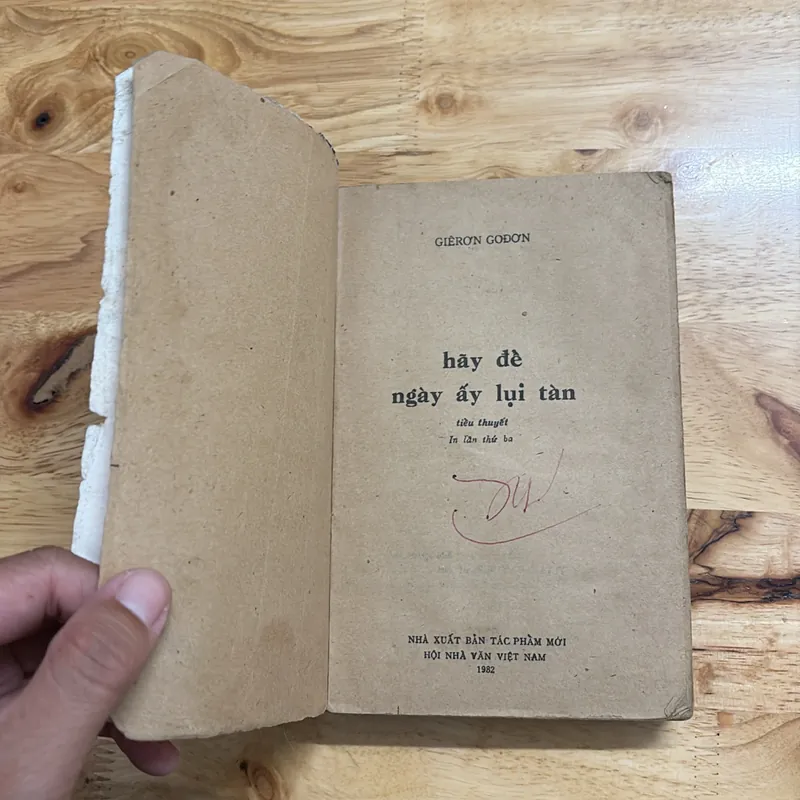 GIÊRƠN GOĐƠN
hãy để
ngày ấy lụi tàn
tiểu thuyết
In lần thứ ba
NHÀ XUẤT BẢN TÁC PHẨM MỚI
HỘI NHÀ VĂN VIỆT NAM
1982